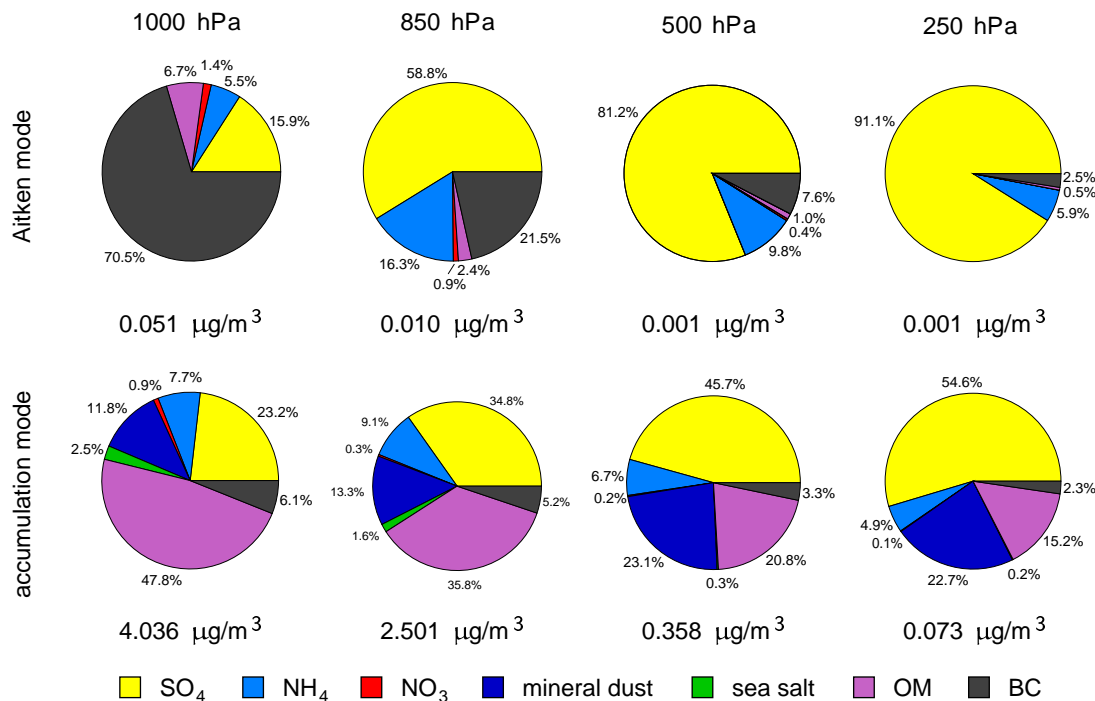 1000 hPa 850 hPa 500 hPa 250 hPa
Aitken mode
6.7% 1.4% 5.5% 15.9% 70.5%
58.8% 16.3% 0.9% 2.4% 21.5%
81.2% 7.6% 1.0% 0.4% 9.8%
91.1% 2.5% 0.5% 5.9%
0.051 µg/m³ 0.010 µg/m³ 0.001 µg/m³ 0.001 µg/m³
accumulation mode
0.9% 7.7% 11.8% 23.2% 2.5% 6.1% 47.8%
34.8% 9.1% 0.3% 13.3% 5.2% 1.6% 35.8%
45.7% 6.7% 0.2% 3.3% 23.1% 20.8% 0.3%
54.6% 2.3% 4.9% 0.1% 15.2% 22.7% 0.2%
4.036 µg/m³ 2.501 µg/m³ 0.358 µg/m³ 0.073 µg/m³
SO₄ NH₄ NO₃ mineral dust sea salt OM BC